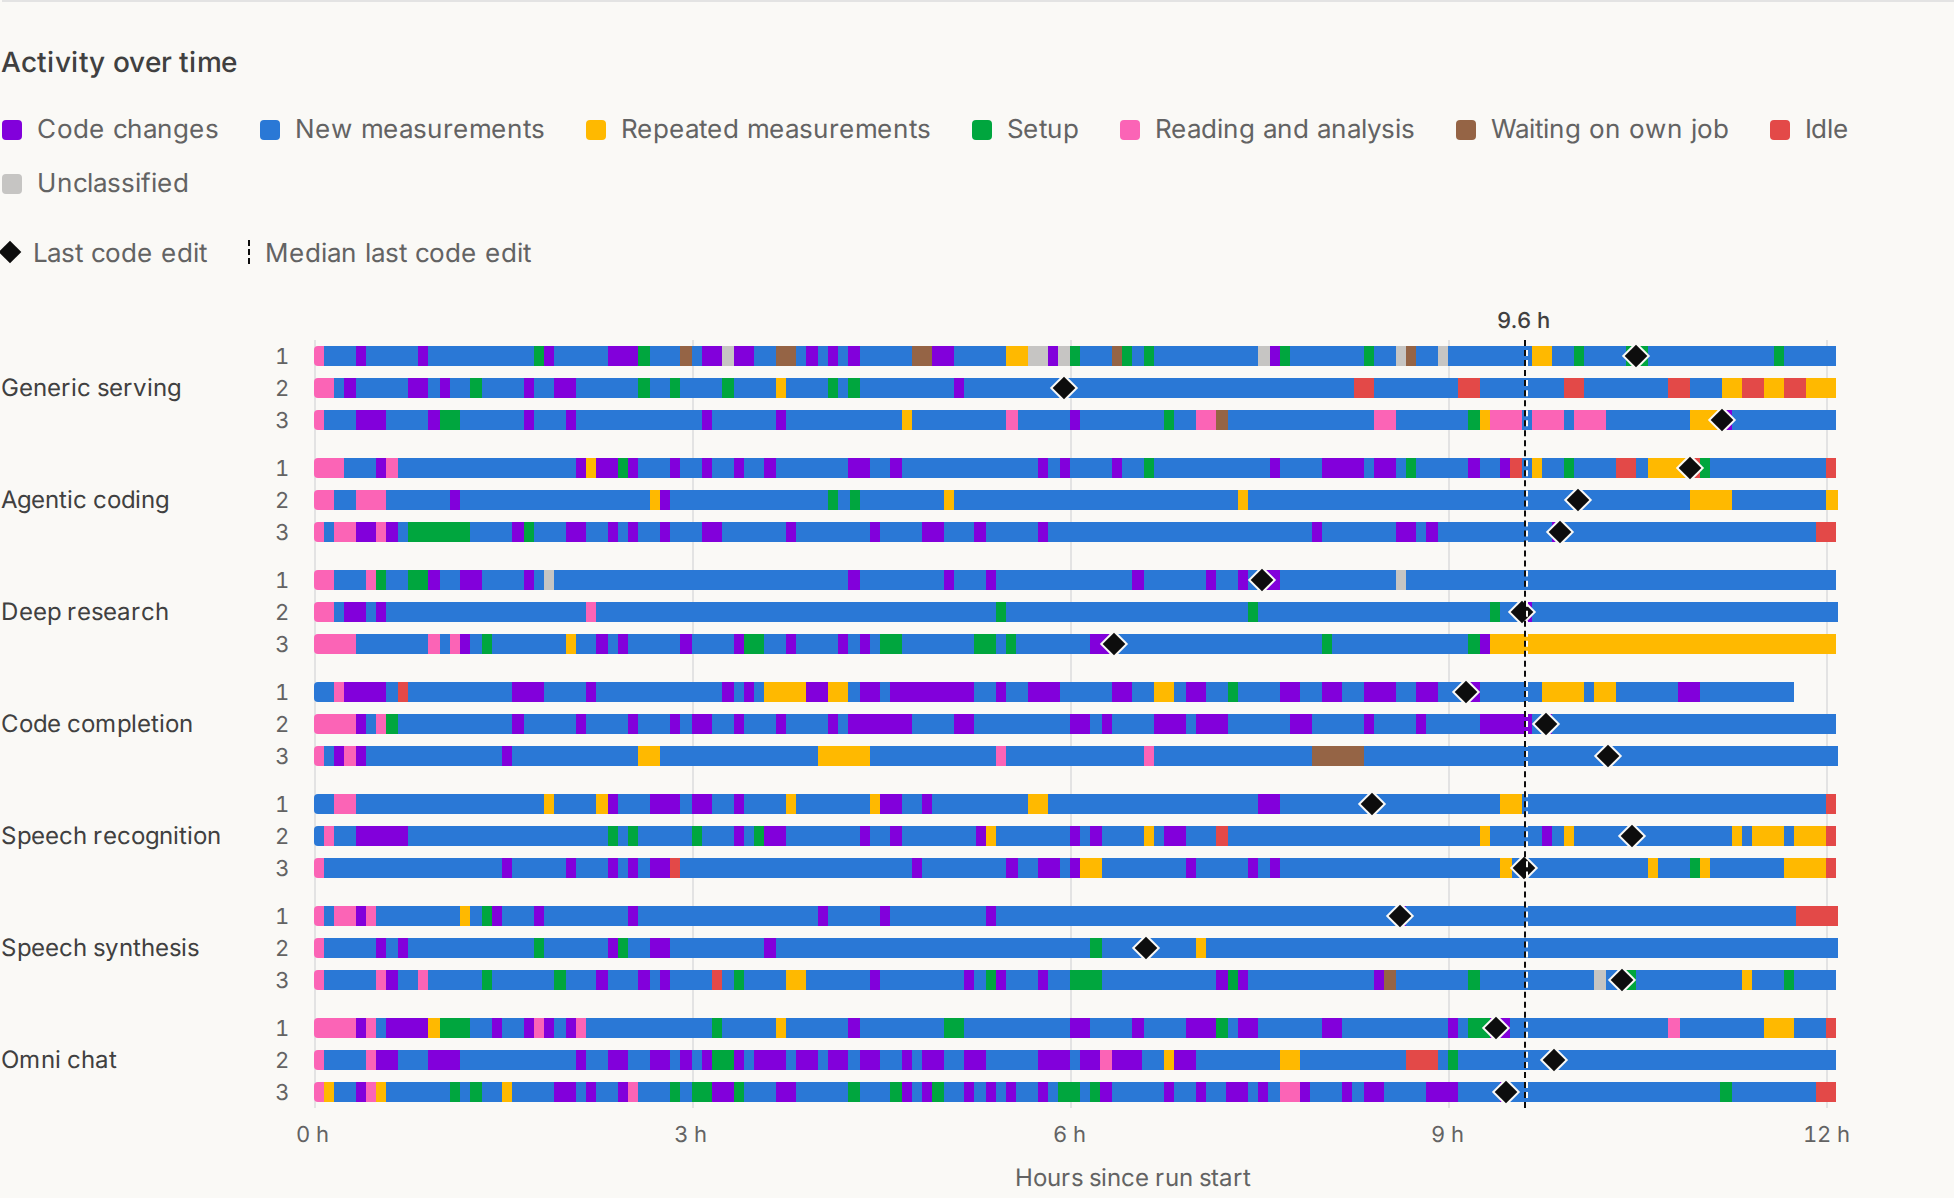 Activity over time
Code changes New measurements Repeated measurements Setup Reading and analysis Waiting on own job Idle
Unclassified
Last code edit Median last code edit
9.6 h
Generic serving
1
2
3
Agentic coding
1
2
3
Deep research
1
2
3
Code completion
1
2
3
Speech recognition
1
2
3
Speech synthesis
1
2
3
Omni chat
1
2
3
0 h 3 h 6 h 9 h 12 h
Hours since run start